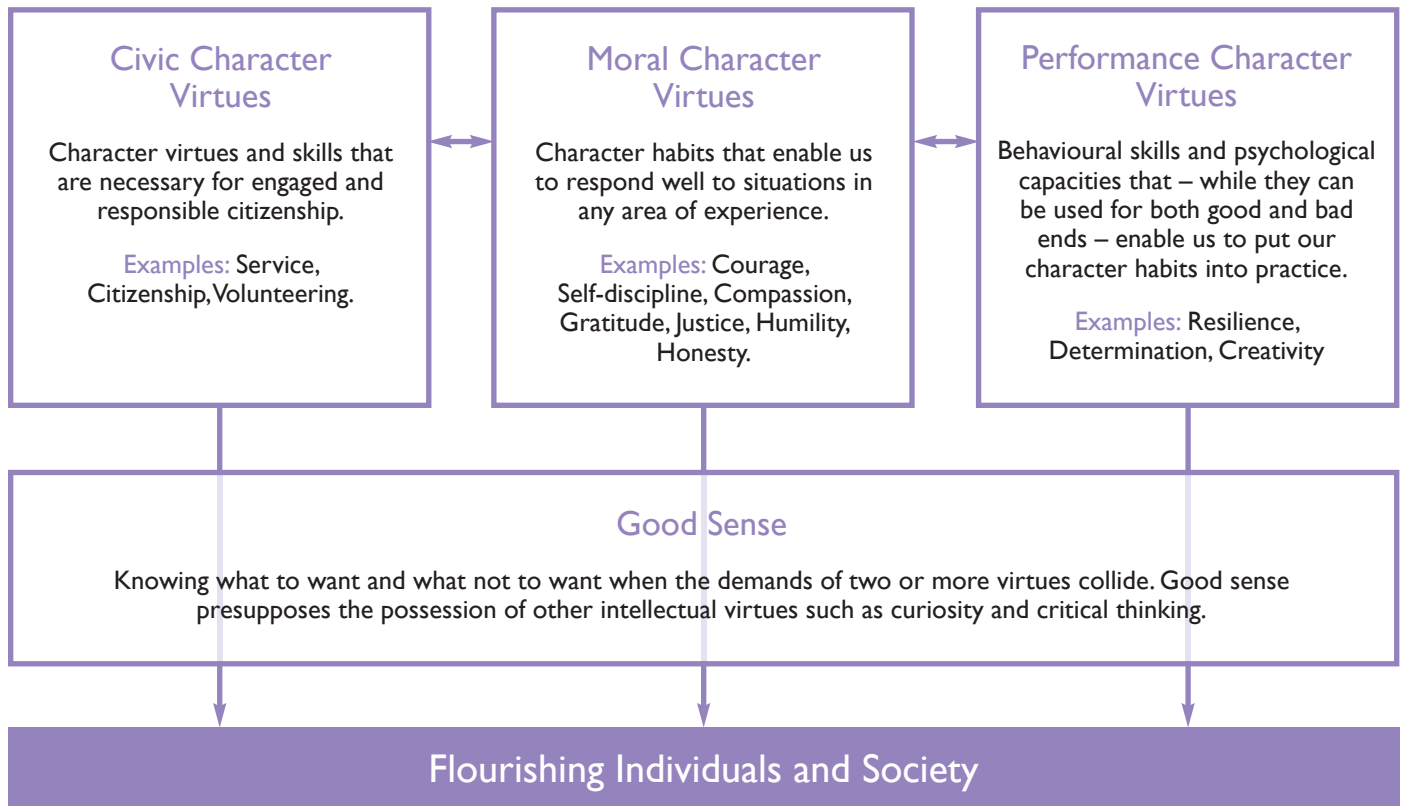 Civic Character
Virtues
Character virtues and skills that
are necessary for engaged and
responsible citizenship.
Examples: Service,
Citizenship, Volunteering.
Moral Character
Virtues
Character habits that enable us
to respond well to situations in
any area of experience.
Examples: Courage,
Self-discipline, Compassion,
Gratitude, Justice, Humility,
Honesty.
Performance Character
Virtues
Behavioural skills and psychological
capacities that – while they can
be used for both good and bad
ends – enable us to put our
character habits into practice.
Examples: Resilience,
Determination, Creativity
Good Sense
Knowing what to want and what not to want when the demands of two or more virtues collide. Good sense
presupposes the possession of other intellectual virtues such as curiosity and critical thinking.
Flourishing Individuals and Society